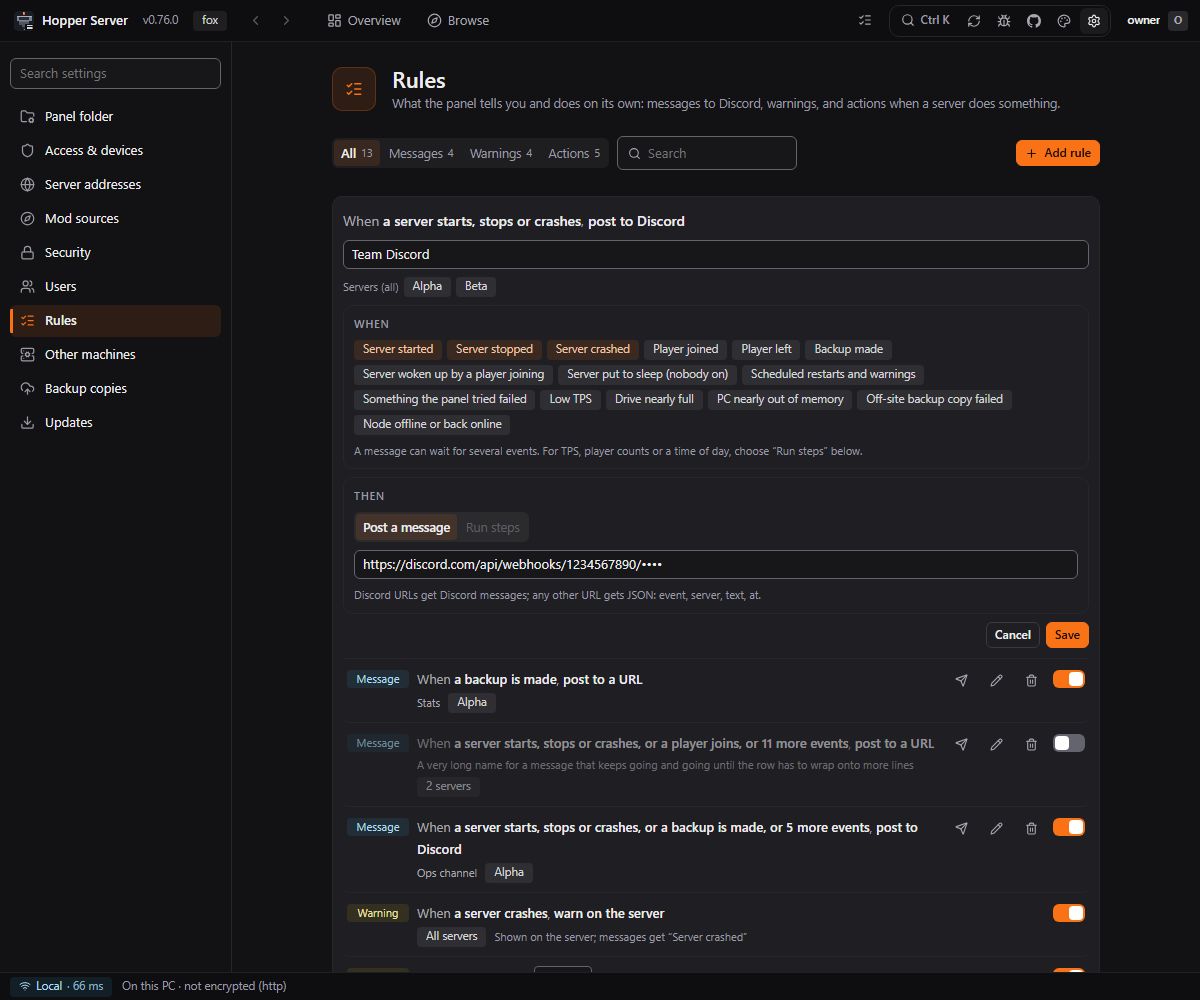 Hopper Server v0.76.0 fox Overview Browse Ctrl K owner O
Search settings
Panel folder
Access & devices
Server addresses
Mod sources
Security
Users
Rules
Other machines
Backup copies
Updates
Rules
What the panel tells you and does on its own: messages to Discord, warnings, and actions when a server does something.
All 13 Messages 4 Warnings 4 Actions 5 Search + Add rule
When a server starts, stops or crashes, post to Discord
Team Discord
Servers (all) Alpha Beta
WHEN
Server started Server stopped Server crashed Player joined Player left Backup made
Server woken up by a player joining Server put to sleep (nobody on) Scheduled restarts and warnings
Something the panel tried failed Low TPS Drive nearly full PC nearly out of memory Off-site backup copy failed
Node offline or back online
A message can wait for several events. For TPS, player counts or a time of day, choose “Run steps” below.
THEN
Post a message Run steps
https://discord.com/api/webhooks/1234567890/••••
Discord URLs get Discord messages; any other URL gets JSON: event, server, text, at.
Cancel Save
Message When a backup is made, post to a URL
Stats Alpha
Message When a server starts, stops or crashes, or a player joins, or 11 more events, post to a URL
A very long name for a message that keeps going and going until the row has to wrap onto more lines
2 servers
Message When a server starts, stops or crashes, or a backup is made, or 5 more events, post to
Discord
Ops channel Alpha
Warning When a server crashes, warn on the server
All servers Shown on the server; messages get “Server crashed”
Local · 66 ms On this PC · not encrypted (http)